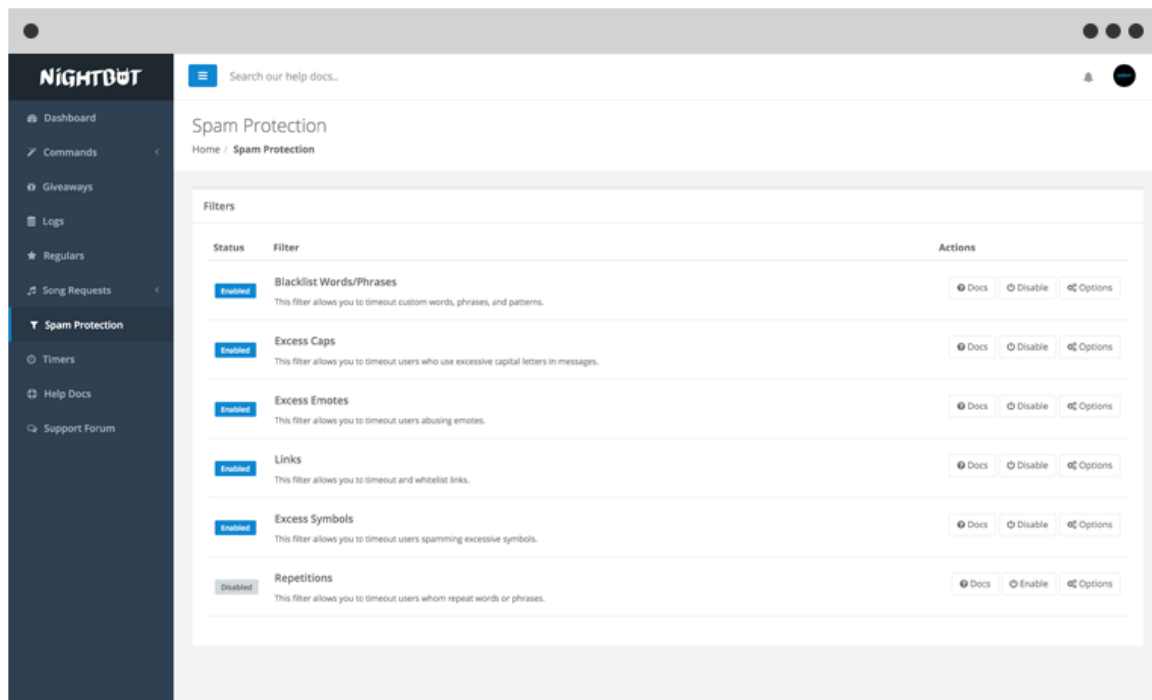 NiGHTBOT
Search our help docs..
Dashboard
Commands
Giveaways
Logs
Regulars
Song Requests
Spam Protection
Timers
Help Docs
Support Forum
Spam Protection
Home / Spam Protection
Filters
Status Filter Actions
Enabled Blacklist Words/Phrases Docs Disable Options
This filter allows you to timeout custom words, phrases, and patterns.
Enabled Excess Caps Docs Disable Options
This filter allows you to timeout users who use excessive capital letters in messages.
Enabled Excess Emotes Docs Disable Options
This filter allows you to timeout users abusing emotes.
Enabled Links Docs Disable Options
This filter allows you to timeout and whitelist links.
Enabled Excess Symbols Docs Disable Options
This filter allows you to timeout users spamming excessive symbols.
Disabled Repetitions Docs Enable Options
This filter allows you to timeout users whom repeat words or phrases.